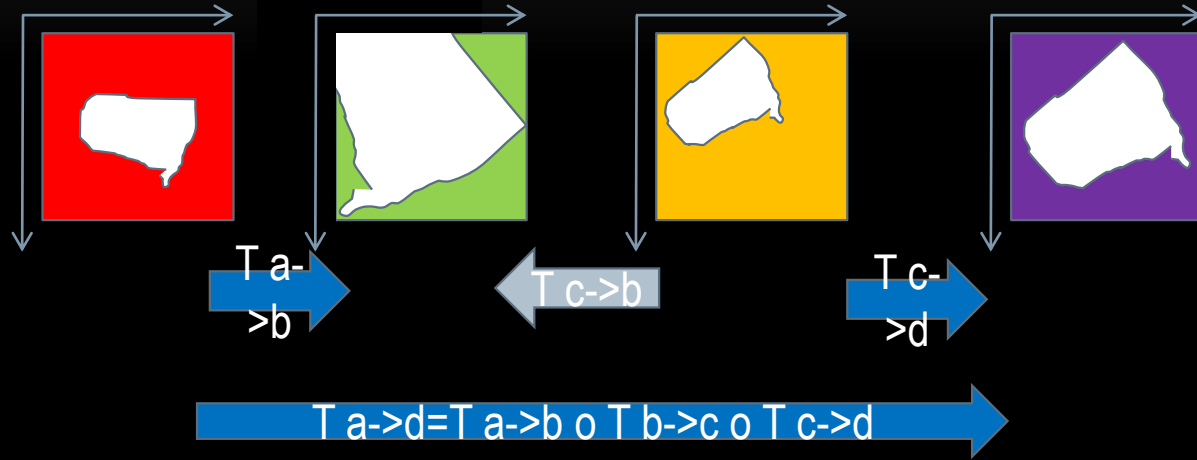 T a-
>b
T c->b
T c-
>d
T a->d=T a->b o T b->c o T c->d